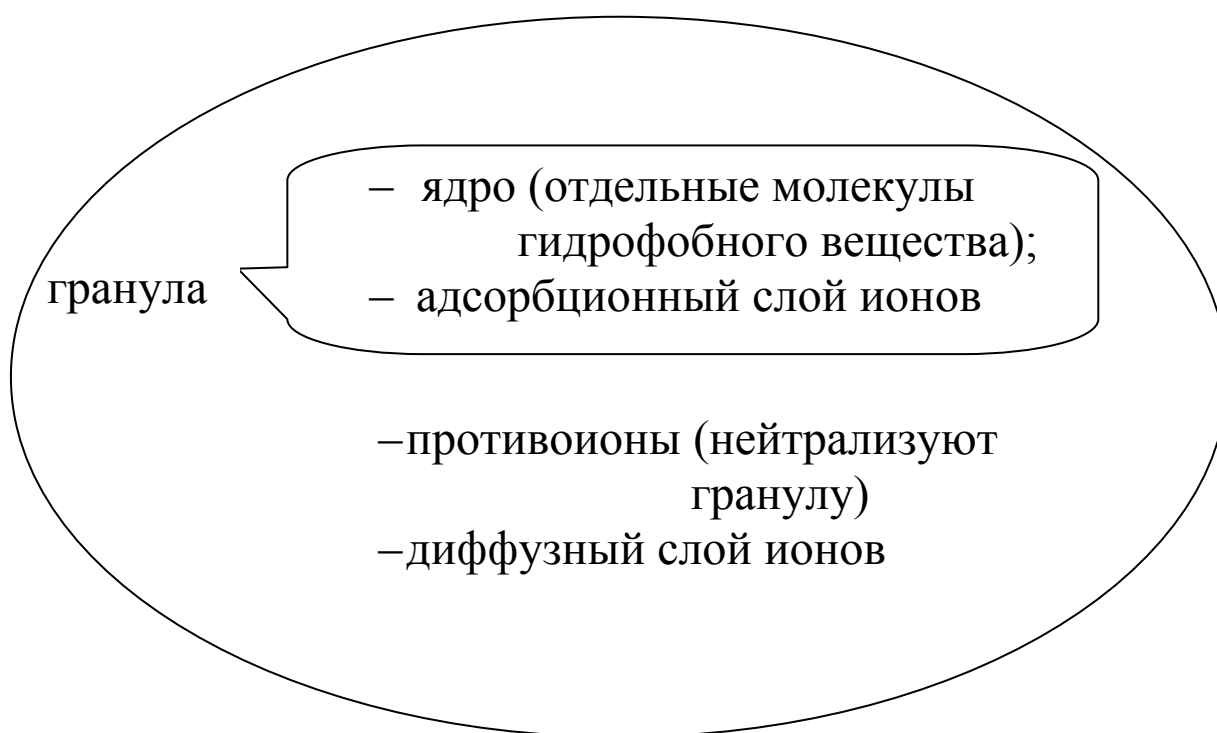 – ядро (отдельные молекулы
гидрофобного вещества);
гранула
– адсорбционный слой ионов
–противоионы (нейтрализуют
гранулу)
–диффузный слой ионов